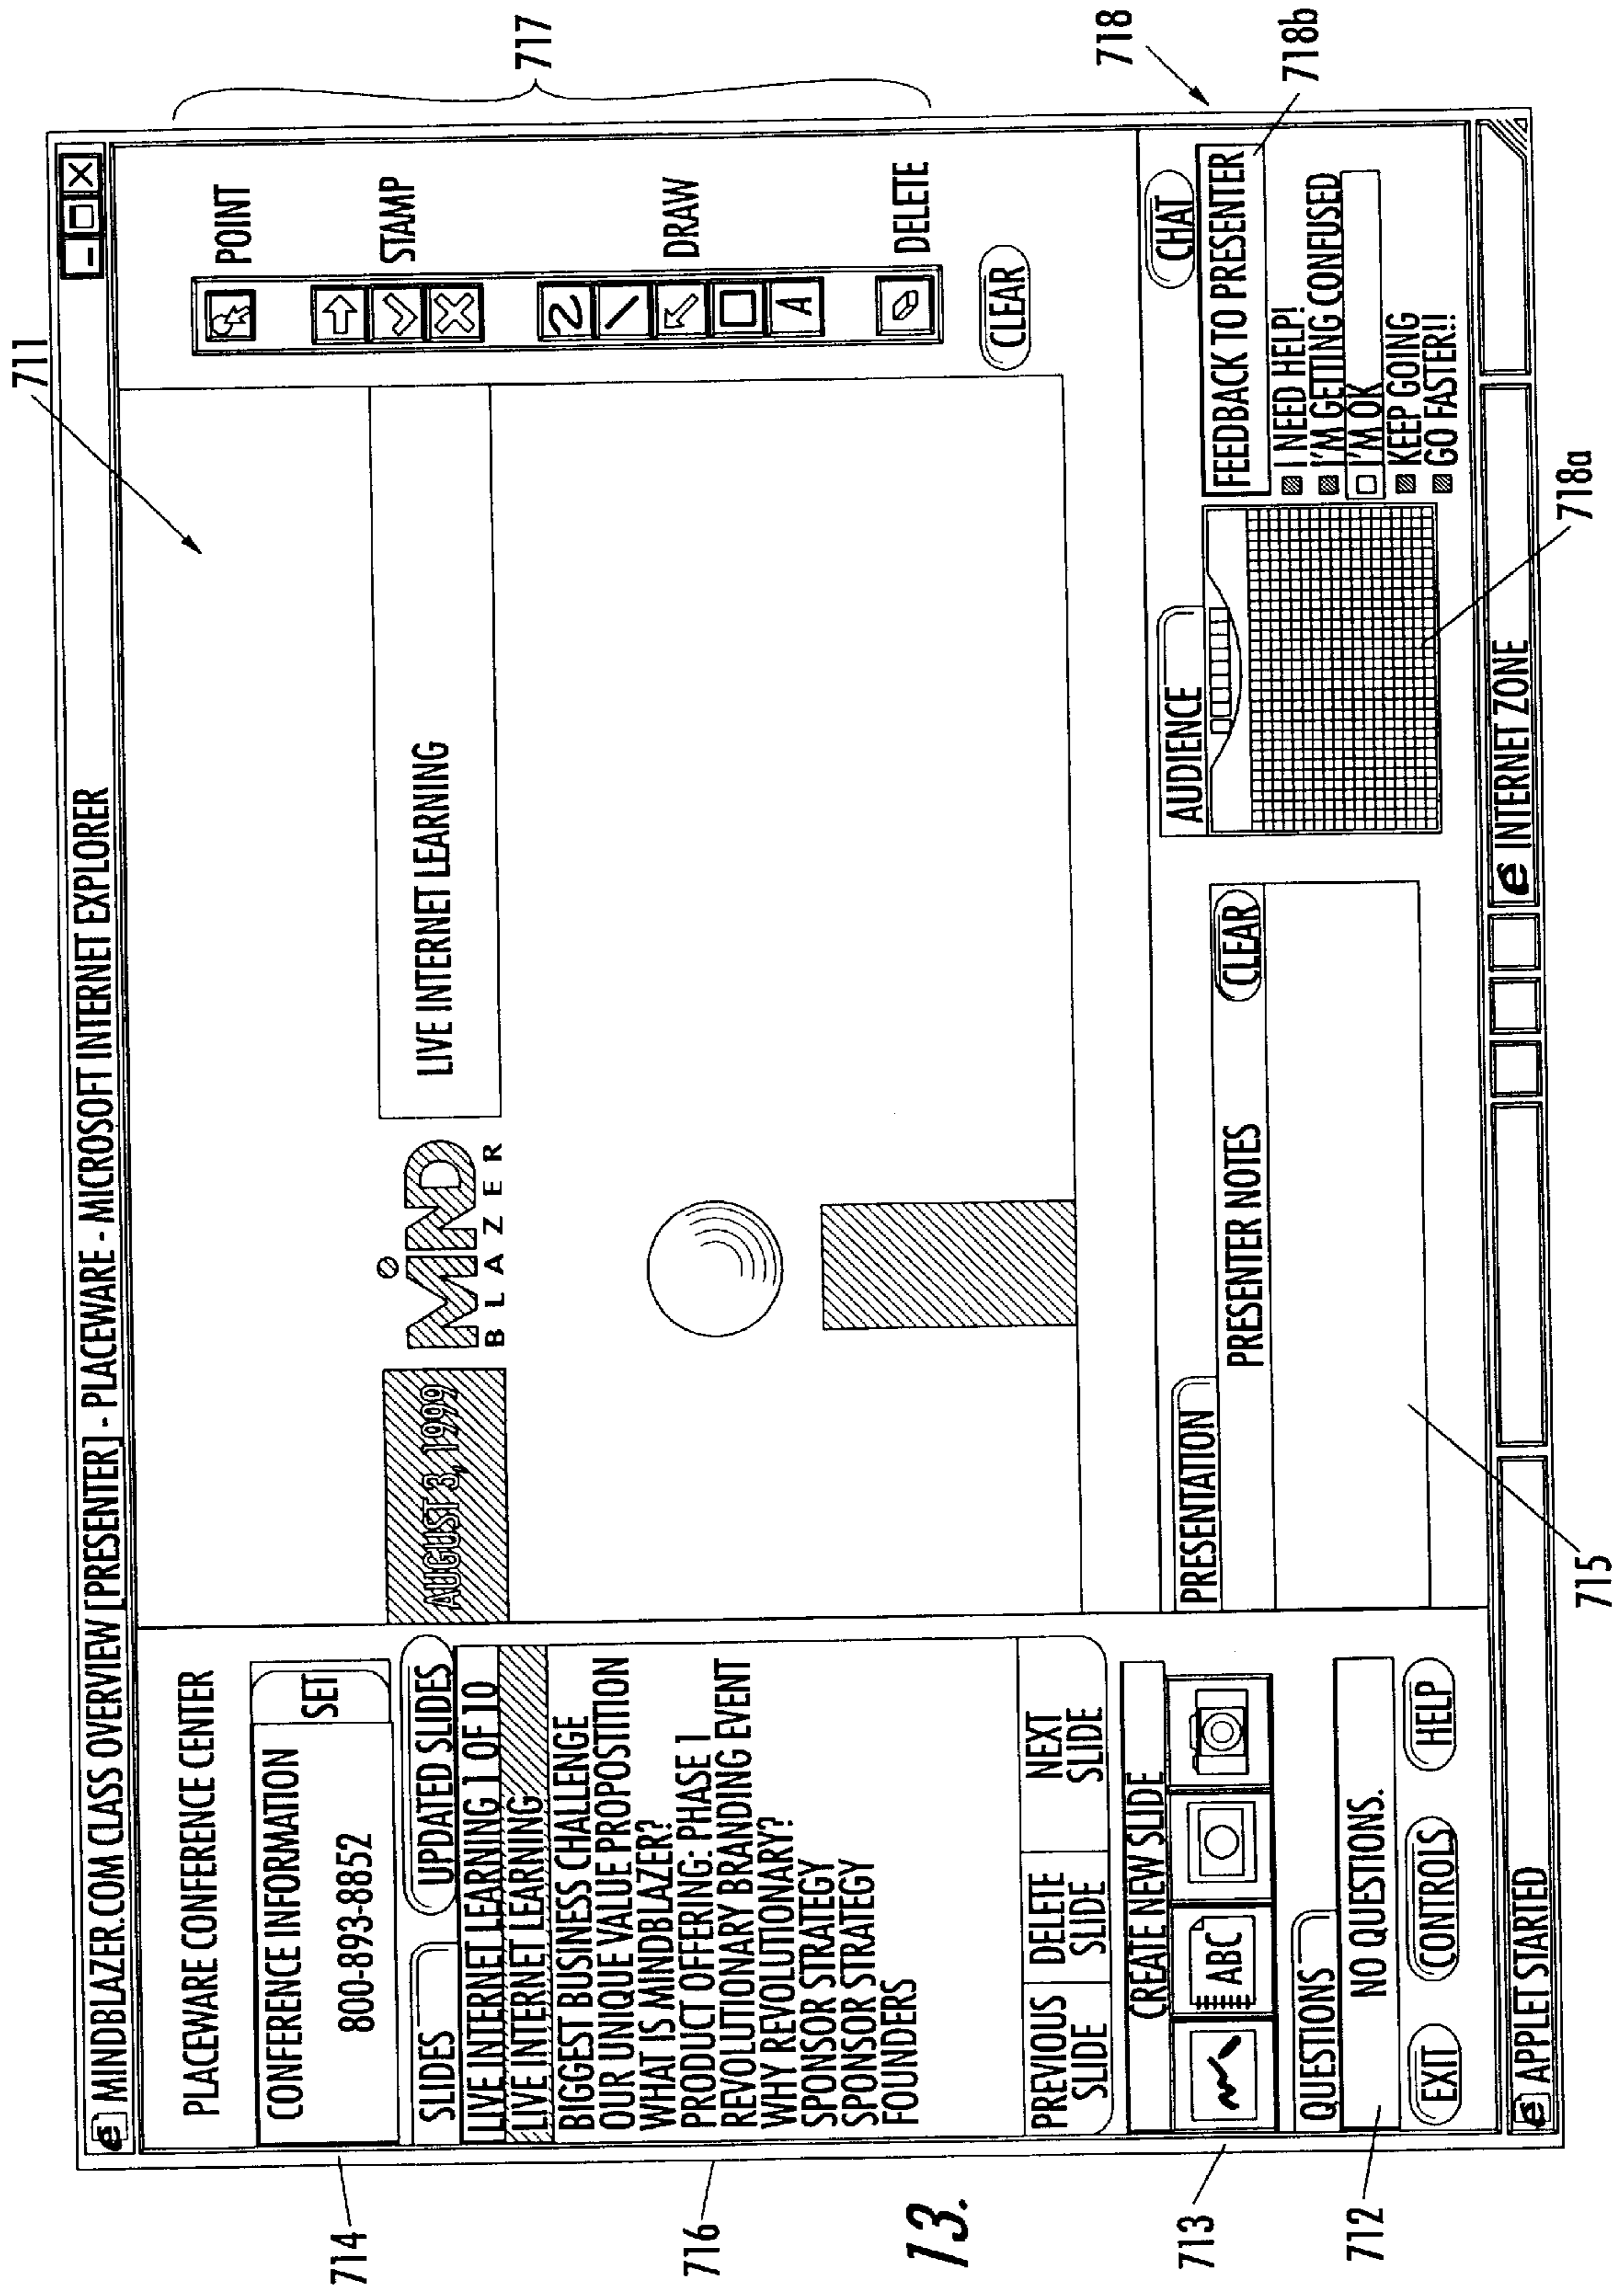 711
MINDBLAZER.COM CLASS OVERVIEW [PRESENTER] - PLACEWARE - MICROSOFT INTERNET EXPLORER
PLACEWARE CONFERENCE CENTER
714
CONFERENCE INFORMATION
SET
800-893-8852
SLIDES
UPDATED SLIDES
716
LIVE INTERNET LEARNING 1 OF 10
LIVE INTERNET LEARNING
BIGGEST BUSINESS CHALLENGE
OUR UNIQUE VALUE PROPOSTITION
WHAT IS MINDBLAZER?
PRODUCT OFFERING: PHASE 1
REVOLUTIONARY BRANDING EVENT
WHY REVOLUTIONARY?
SPONSOR STRATEGY
SPONSOR STRATEGY
FOUNDERS
PREVIOUS SLIDE
DELETE SLIDE
NEXT SLIDE
713
CREATE NEW SLIDE
ABC
QUESTIONS
712
NO QUESTIONS.
EXIT
CONTROLS
HELP
AUGUST 3, 1999
MiND
BLAZER
LIVE INTERNET LEARNING
717
POINT
STAMP
DRAW
A
DELETE
CLEAR
PRESENTATION
PRESENTER NOTES
CLEAR
715
AUDIENCE
CHAT
718
FEEDBACK TO PRESENTER
718b
I NEED HELP!
I'M GETTING CONFUSED
I'M OK
KEEP GOING
GO FASTER!!
718a
e APPLET STARTED
e INTERNET ZONE
13.